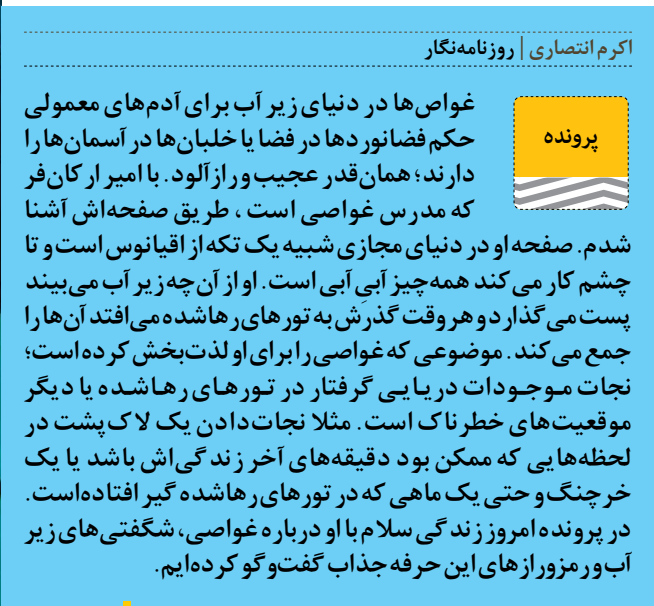 اکرم انتصاری | روزنامه‌نگار
پرونده
غواص‌ها در دنیای زیر آب برای آدم‌های معمولی
حکم فضانوردها در فضا یا خلبان‌ها در آسمان‌ها را
دارند؛ همان‌قدر عجیب و رازآلود. با امیر ارکان‌فر
که مدرس غواصی است ، طریق صفحه‌اش آشنا
شدم. صفحه او در دنیای مجازی شبیه یک تکه از اقیانوس است و تا
چشم کار می‌کند همه‌چیز آبیِ آبی است. او از آن‌چه زیر آب می‌بیند
پست می‌گذارد و هر وقت گذرش به تورهای رهاشده می‌افتد آن‌ها را
جمع می‌کند. موضوعی که غواصی را برای او لذت‌بخش کرده است؛
نجات موجودات دریایی گرفتار در تورهای رهاشده یا دیگر
موقعیت‌های خطرناک است. مثلا نجات‌دادن یک لاک‌پشت در
لحظه‌هایی که ممکن بود دقیقه‌های آخر زندگی‌اش باشد یا یک
خرچنگ و حتی یک ماهی که در تورهای رهاشده گیر افتاده‌است.
در پرونده امروز زندگی سلام با او درباره غواصی، شگفتی‌های زیر
آب و رمزورازهای این حرفه جذاب گفت‌وگو کرده‌ایم.